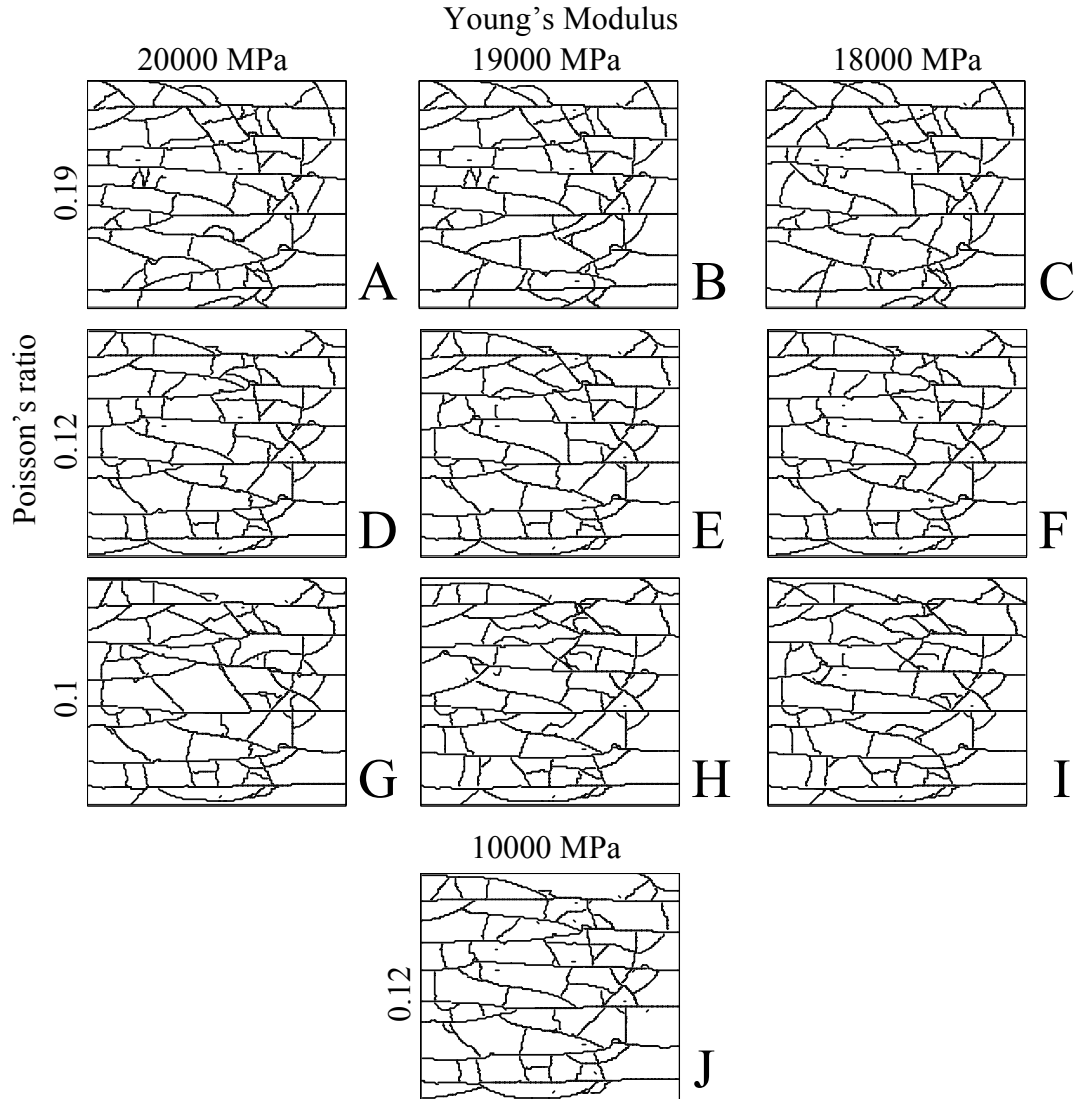 Young’s Modulus
20000 MPa 19000 MPa 18000 MPa
Poisson’s ratio
0.19
A B C
0.12
D E F
0.1
G H I
10000 MPa
0.12
J